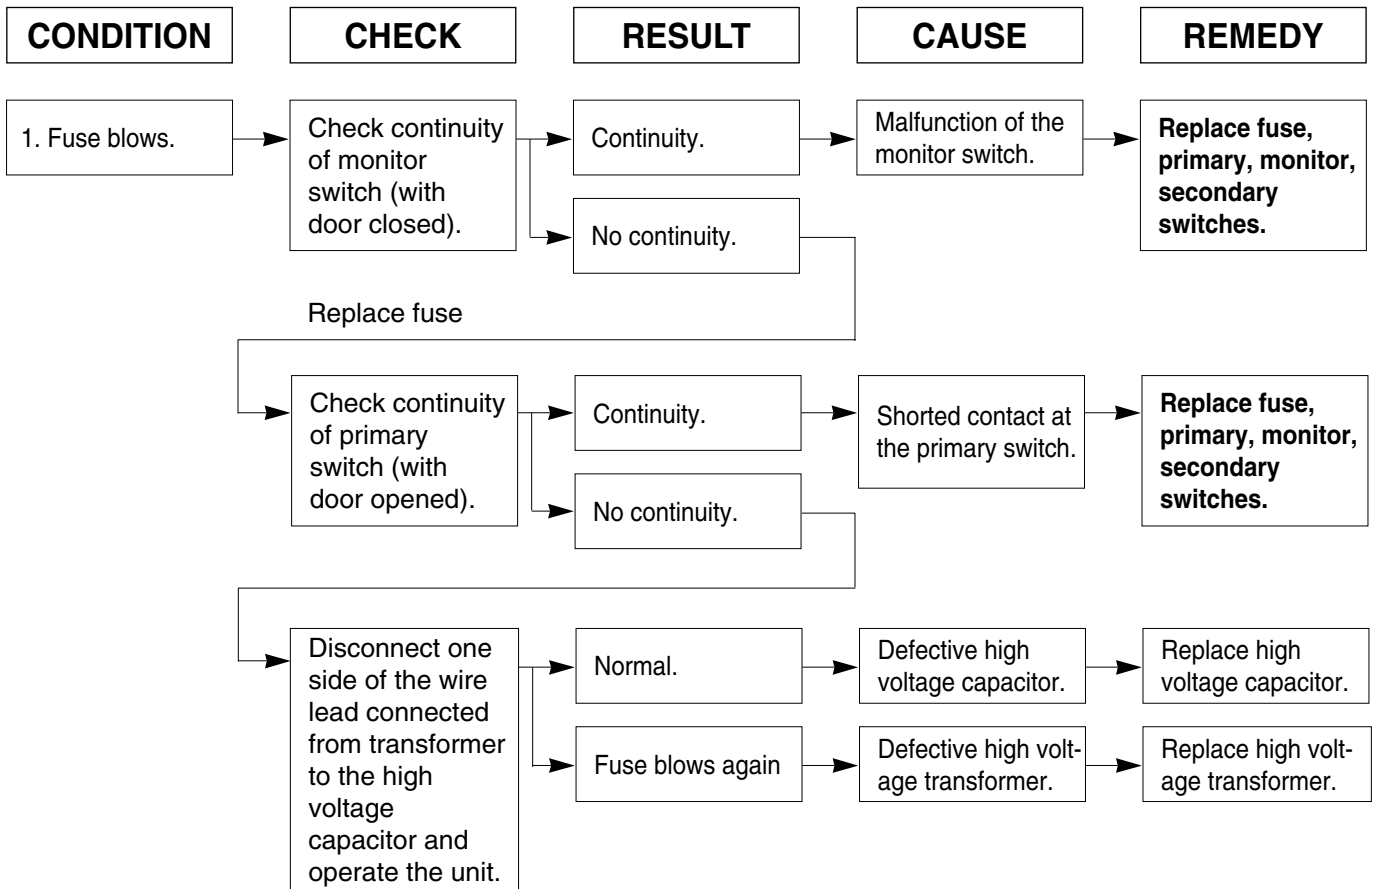 CONDITION
CHECK
RESULT
CAUSE
REMEDY
1. Fuse blows.
Check continuity
of monitor
switch (with
door closed).
Continuity.
Malfunction of the
monitor switch.
Replace fuse,
primary, monitor,
secondary
switches.
No continuity.
Replace fuse
Check continuity
of primary
switch (with
door opened).
Continuity.
Shorted contact at
the primary switch.
Replace fuse,
primary, monitor,
secondary
switches.
No continuity.
Disconnect one
side of the wire
lead connected
from transformer
to the high
voltage
capacitor and
operate the unit.
Normal.
Defective high
voltage capacitor.
Replace high
voltage capacitor.
Fuse blows again
Defective high volt-
age transformer.
Replace high volt-
age transformer.